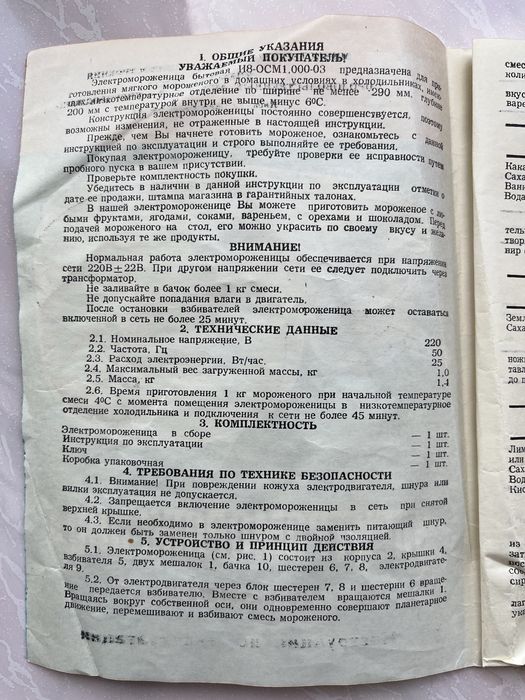 1. ОБЩИЕ УКАЗАНИЯ
УВАЖАЕМЫЙ ПОКУПАТЕЛЬ!
Электромороженица бытовая И8-ОСМ1,000-03 предназначена для при-
готовления мягкого мороженого в домашних условиях в холодильниках, имею-
щих низкотемпературное отделение по ширине не менее 290 мм, глубине
200 мм с температурой внутри не выше минус 6°С.
Конструкция электромороженицы постоянно совершенствуется, поэтому
возможны изменения, не отраженные в настоящей инструкции.
Прежде, чем Вы начнете готовить мороженое, ознакомьтесь с данной
инструкцией по эксплуатации и строго выполняйте ее требования.
Покупая электромороженицу, требуйте проверки ее исправности путем
пробного пуска в вашем присутствии.
Проверьте комплектность покупки.
Убедитесь в наличии в данной инструкции по эксплуатации отметки о
дате ее продажи, штампа магазина в гарантийных талонах.
В нашей электромороженице Вы можете приготовить мороженое с лю-
быми фруктами, ягодами, соками, вареньем, с орехами и шоколадом. Перед
подачей мороженого на стол, его можно украсить по своему вкусу и жела-
нию, используя те же продукты.
ВНИМАНИЕ!
Нормальная работа электромороженицы обеспечивается при напряжении
сети 220В±22В. При другом напряжении сети ее следует подключить через
трансформатор.
Не заливайте в бачок более 1 кг смеси.
Не допускайте попадания влаги в двигатель.
После остановки взбивателей электромороженица может оставаться
включенной в сеть не более 25 минут.
2. ТЕХНИЧЕСКИЕ ДАННЫЕ
2.1. Номинальное напряжение, В 220
2.2. Частота, Гц 50
2.3. Расход электроэнергии, Вт/час. 25
2.4. Максимальный вес загруженной массы, кг 1,0
2.5. Масса, кг 1,4
2.6. Время приготовления 1 кг мороженого при начальной температуре
смеси 4°С с момента помещения электромороженицы в низкотемпературное
отделение холодильника и подключения к сети не более 45 минут.
3. КОМПЛЕКТНОСТЬ
Электромороженица в сборе — 1 шт.
Инструкция по эксплуатации — 1 шт.
Ключ — 1 шт.
Коробка упаковочная — 1 шт.
4. ТРЕБОВАНИЯ ПО ТЕХНИКЕ БЕЗОПАСНОСТИ
4.1. Внимание! При повреждении кожуха электродвигателя, шнура или
вилки эксплуатация не допускается.
4.2. Запрещается включение электромороженицы в сеть при снятой
верхней крышке.
4.3. Если необходимо в электромороженице заменить питающий шнур,
то он должен быть заменен только шнуром с двойной изоляцией.
5. УСТРОЙСТВО И ПРИНЦИП ДЕЙСТВИЯ
5.1. Электромороженица (см. рис. 1) состоит из корпуса 2, крышки 4,
взбивателя 5, двух мешалок 1, бачка 10, шестерен 6, 7, 8, электродвигате-
ля 9.
5.2. От электродвигателя через блок шестерен 7, 8 и шестерни 6 враще-
ние передается взбивателю. Вместе с взбивателем вращаются мешалки 1.
Вращаясь вокруг собственной оси, они одновременно совершают планетарное
движение, перемешивают и взбивают смесь мороженого.